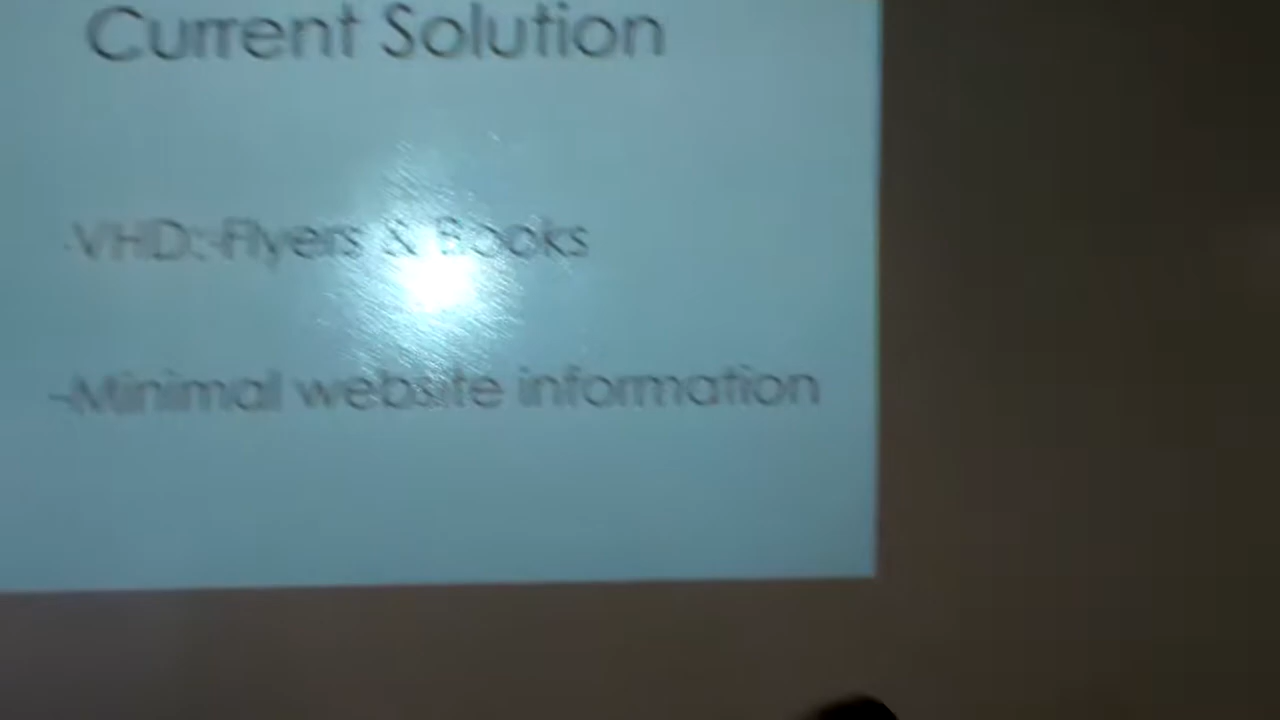 Current Solution
-VHD:-Flyers & Books
-Minimal website information